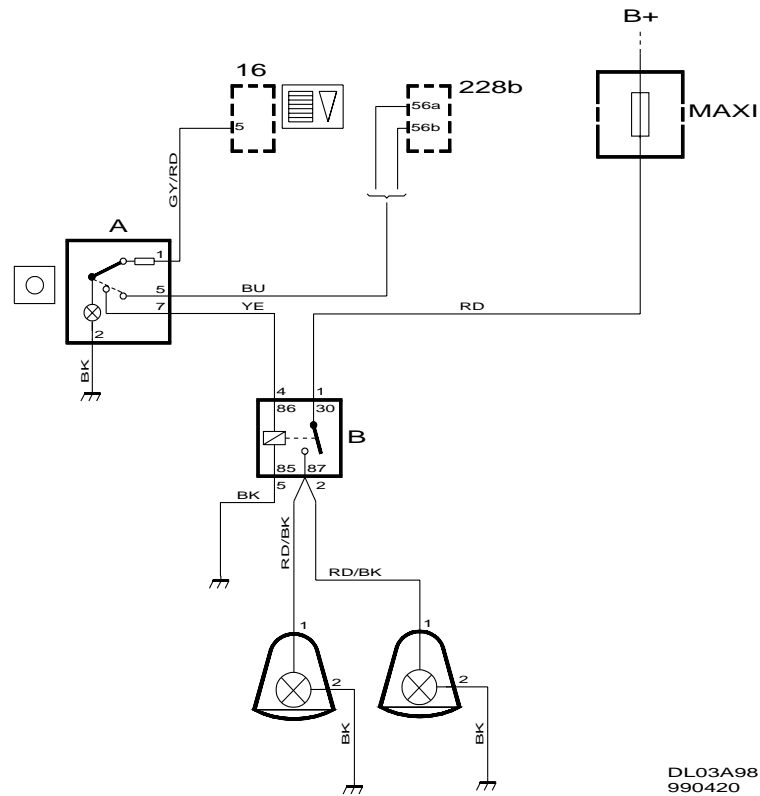 B+
16
228b
56a
MAXI
5
56b
GY/RD
A
1
5
BU
7
YE
RD
2
BK
4
1
86
30
B
85
87
5
2
BK
RD/BK
RD/BK
1
1
2
2
BK
BK
DL03A98
990420